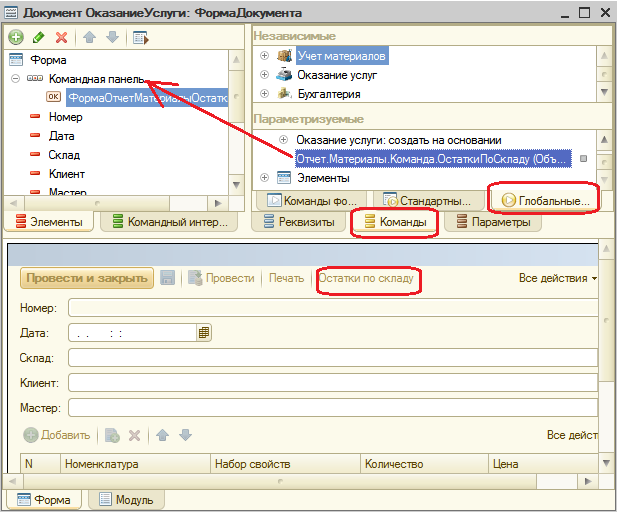 Документ ОказаниеУслуги: ФормаДокумента
Форма
Командная панель
ФормаОтчетМатериалыОстатки
Номер
Дата
Склад
Клиент
Мастер
Элементы
Командный интер...
Независимые
Учет материалов
Оказание услуг
Бухгалтерия
Параметризуемые
Оказание услуги: создать на основании
Отчет.Материалы.Команда.ОстаткиПоСкладу (Объ...
Элементы
Команды фо...
Стандартны...
Глобальные...
Реквизиты
Команды
Параметры
Провести и закрыть
Провести
Печать
Остатки по складу
Все действия
Номер:
Дата: . . : :
Склад:
Клиент:
Мастер:
Добавить
Все дейст
N Номенклатура Набор свойств Количество Цена
Форма
Модуль